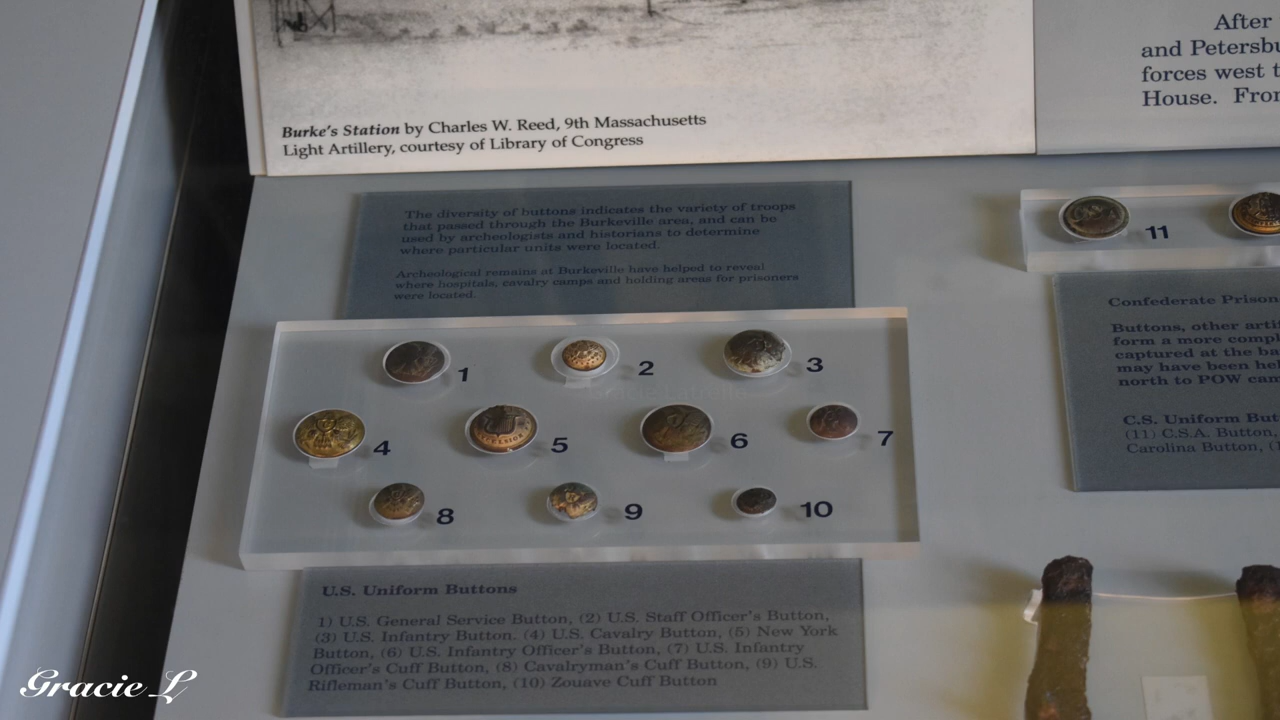 After
and Petersbu
forces west t
House. From
Burke's Station by Charles W. Reed, 9th Massachusetts
Light Artillery, courtesy of Library of Congress
The diversity of buttons indicates the variety of troops
that passed through the Burkeville area, and can be
used by archeologists and historians to determine
where particular units were located.
Archeological remains at Burkeville have helped to reveal
where hospitals, cavalry camps and holding areas for prisoners
were located.
11
Confederate Prison
Buttons, other arti
form a more compl
captured at the ba
may have been hel
north to POW cam
C.S. Uniform But
(11) C.S.A. Button,
Carolina Button, (
1
2
3
4
5
6
7
8
9
10
EXCELSIOR
U.S. Uniform Buttons
1) U.S. General Service Button, (2) U.S. Staff Officer's Button,
(3) U.S. Infantry Button. (4) U.S. Cavalry Button, (5) New York
Button, (6) U.S. Infantry Officer's Button, (7) U.S. Infantry
Officer's Cuff Button, (8) Cavalryman's Cuff Button, (9) U.S.
Rifleman's Cuff Button, (10) Zouave Cuff Button
Gracie L